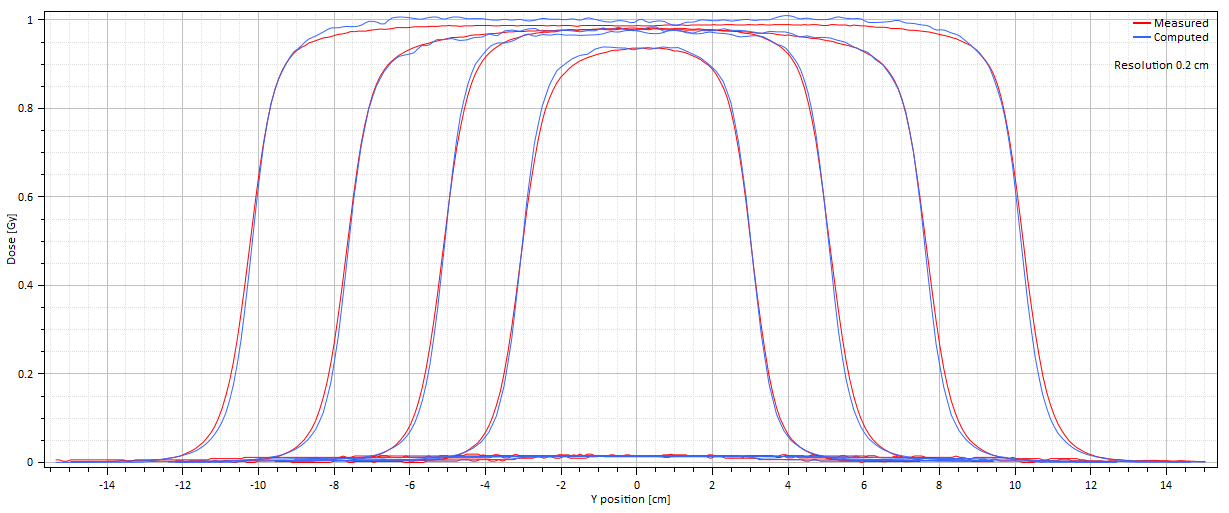 1
0.8
0.6
0.4
0.2
0
Dose [Gy]
Measured
Computed
Resolution 0.2 cm
-14 -12 -10 -8 -6 -4 -2 0 2 4 6 8 10 12 14
Y position [cm]